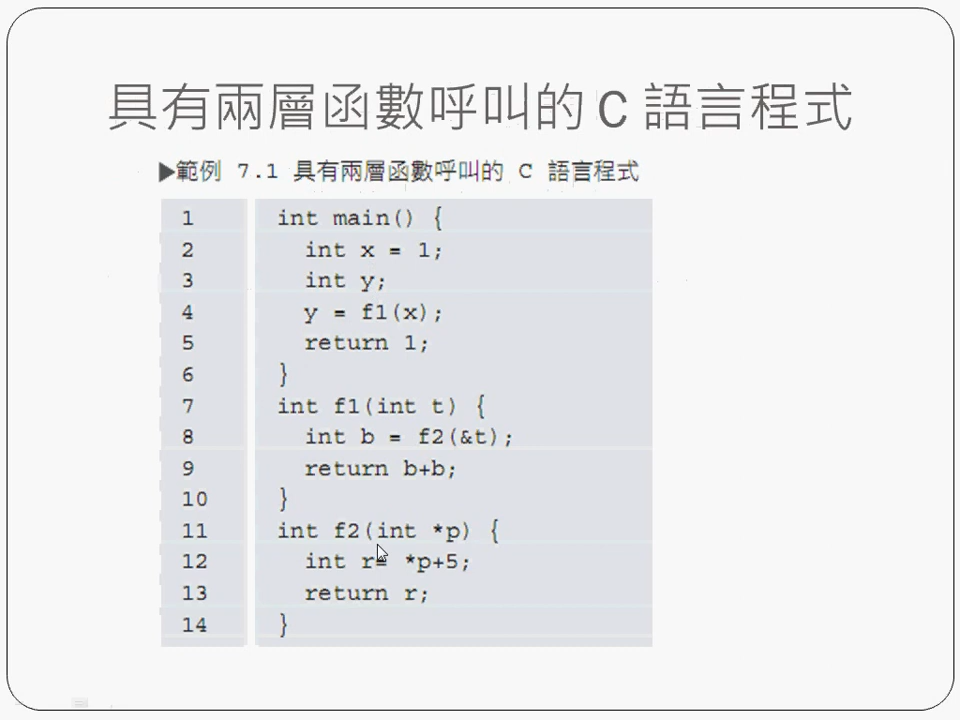 具有兩層函數呼叫的 C 語言程式
▶範例 7.1 具有兩層函數呼叫的 C 語言程式
1 int main() {
2 int x = 1;
3 int y;
4 y = f1(x);
5 return 1;
6 }
7 int f1(int t) {
8 int b = f2(&t);
9 return b+b;
10 }
11 int f2(int *p) {
12 int r= *p+5;
13 return r;
14 }